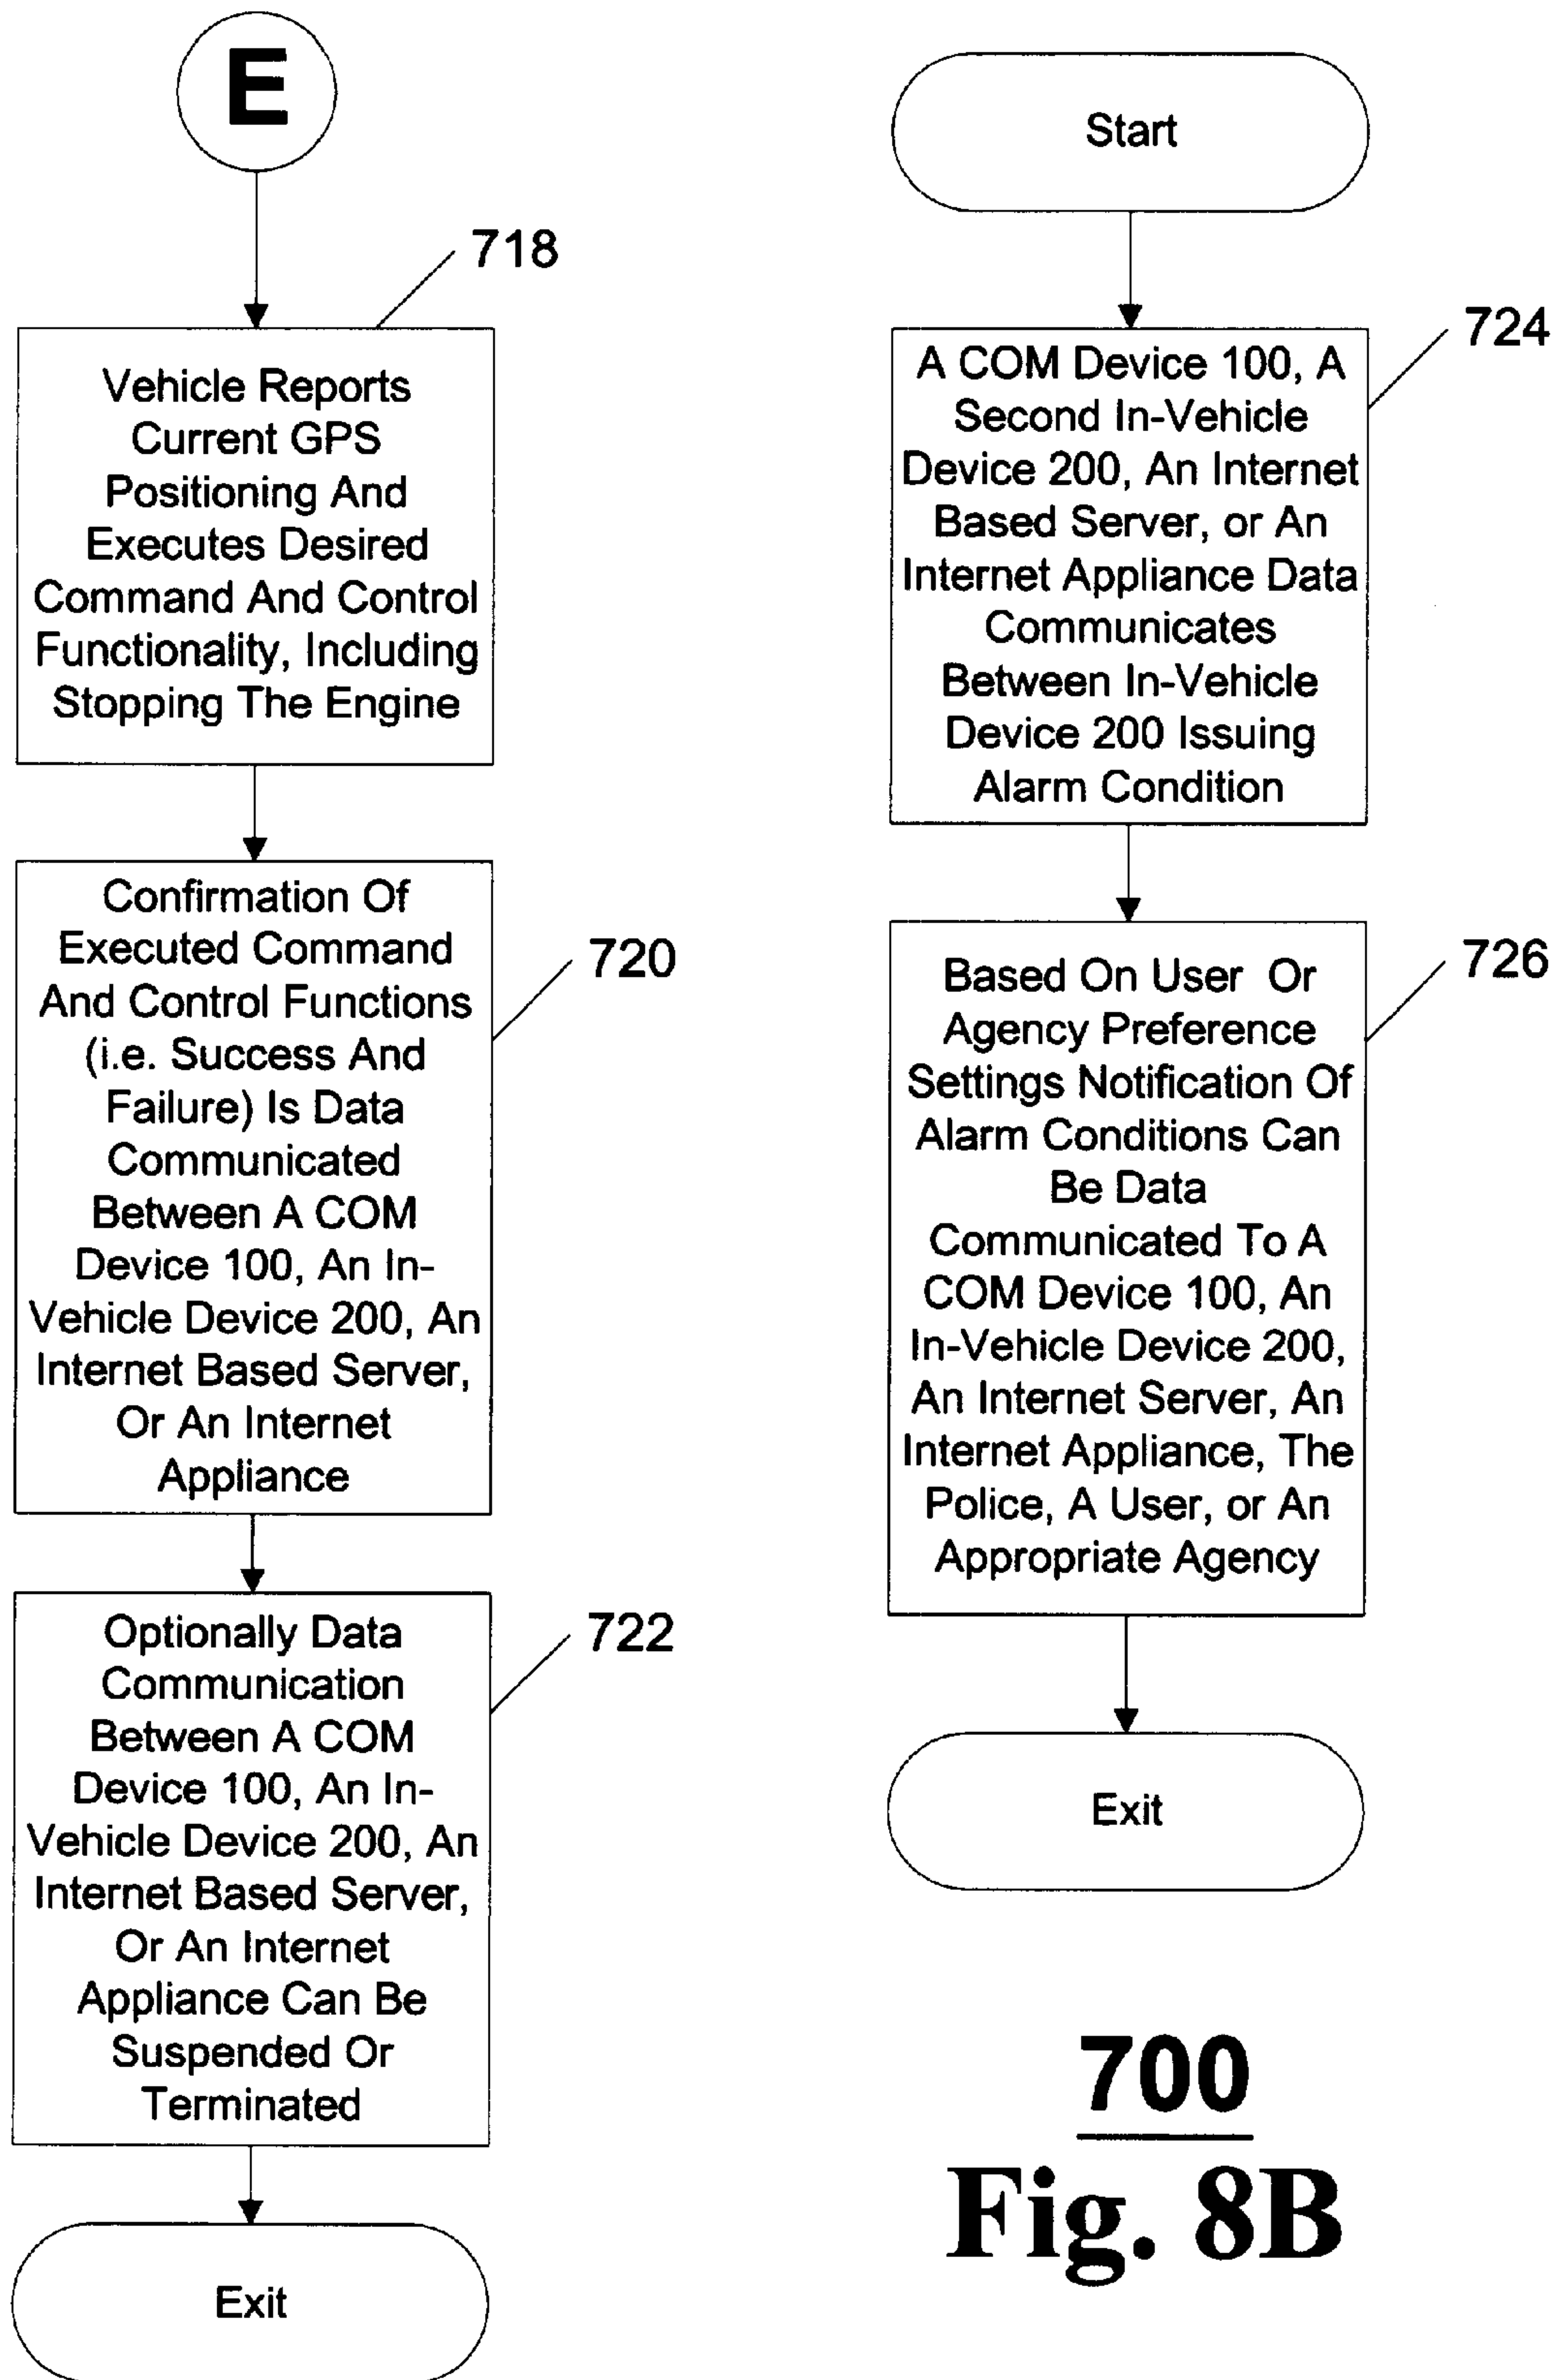 E
718
Vehicle Reports
Current GPS
Positioning And
Executes Desired
Command And Control
Functionality, Including
Stopping The Engine
Confirmation Of
Executed Command
And Control Functions
(i.e. Success And
Failure) Is Data
Communicated
Between A COM
Device 100, An In-
Vehicle Device 200, An
Internet Based Server,
Or An Internet
Appliance
720
Optionally Data
Communication
Between A COM
Device 100, An In-
Vehicle Device 200, An
Internet Based Server,
Or An Internet
Appliance Can Be
Suspended Or
Terminated
722
Exit
Start
724
A COM Device 100, A
Second In-Vehicle
Device 200, An Internet
Based Server, or An
Internet Appliance Data
Communicates
Between In-Vehicle
Device 200 Issuing
Alarm Condition
726
Based On User Or
Agency Preference
Settings Notification Of
Alarm Conditions Can
Be Data
Communicated To A
COM Device 100, An
In-Vehicle Device 200,
An Internet Server, An
Internet Appliance, The
Police, A User, or An
Appropriate Agency
Exit
700
Fig. 8B